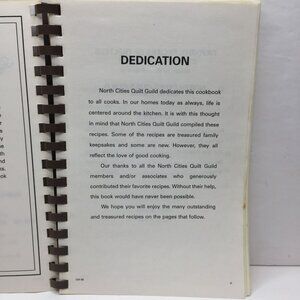 DEDICATION
North Cities Quilt Guild dedicates this cookbook
to all cooks. In our homes today as always, life is
centered around the kitchen. It is with this thought
in mind that North Cities Quilt Guild compiled these
recipes. Some of the recipes are treasured family
keepsakes and some are new. However, they all
reflect the love of good cooking.
Our thanks to all the North Cities Quilt Guild
members and/or associates who generously
contributed their favorite recipes. Without their help,
this book would have never been possible.
We hope you will enjoy the many outstanding
and treasured recipes on the pages that follow.